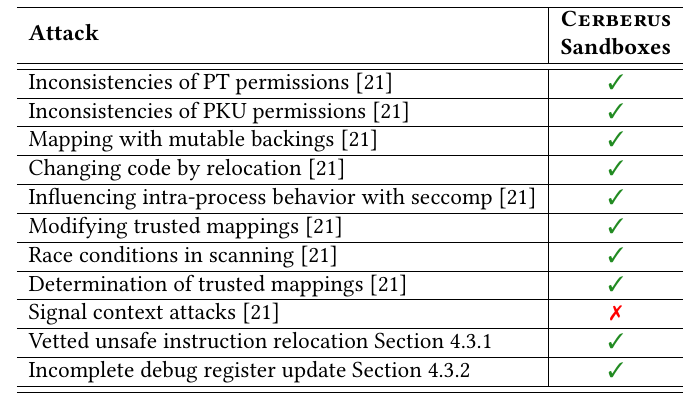 Attack CERBERUS Sandboxes
Inconsistencies of PT permissions [21] ✓
Inconsistencies of PKU permissions [21] ✓
Mapping with mutable backings [21] ✓
Changing code by relocation [21] ✓
Influencing intra-process behavior with seccomp [21] ✓
Modifying trusted mappings [21] ✓
Race conditions in scanning [21] ✓
Determination of trusted mappings [21] ✓
Signal context attacks [21] ✗
Vetted unsafe instruction relocation Section 4.3.1 ✓
Incomplete debug register update Section 4.3.2 ✓